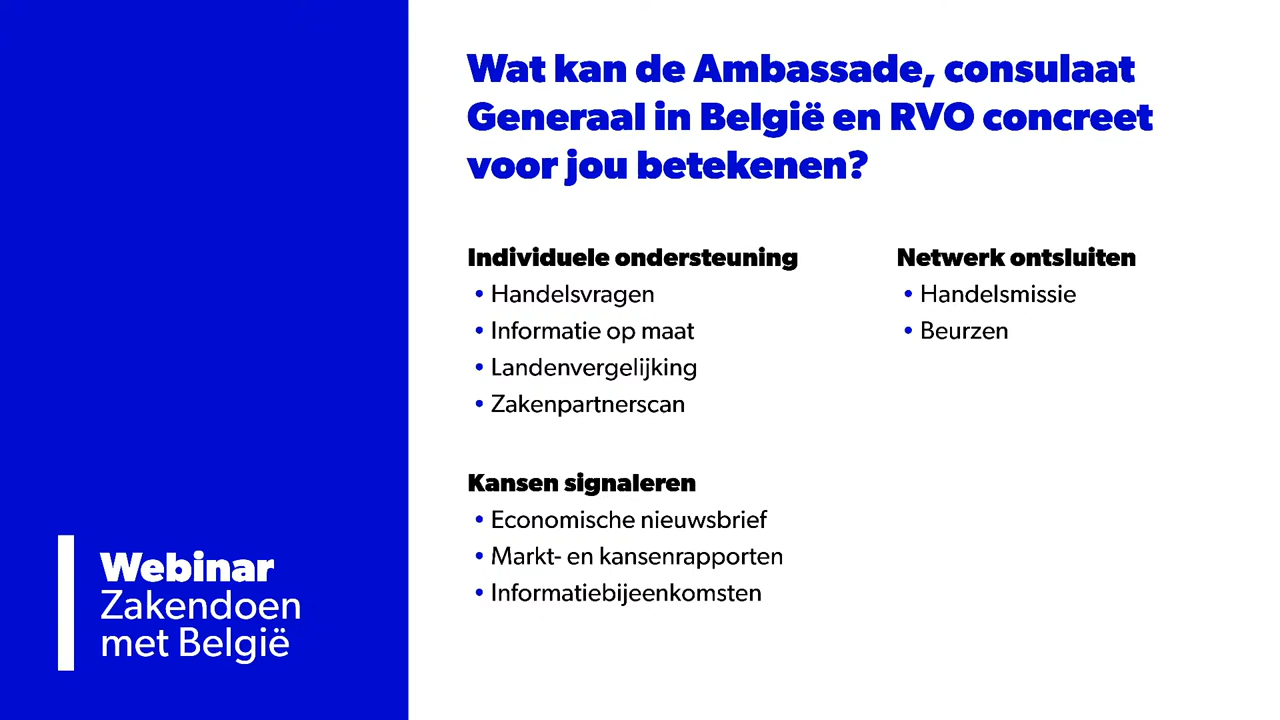 Wat kan de Ambassade, consulaat
Generaal in België en RVO concreet
voor jou betekenen?
Individuele ondersteuning
• Handelsvragen
• Informatie op maat
• Landenvergelijking
• Zakenpartnerscan
Netwerk ontsluiten
• Handelsmissie
• Beurzen
Kansen signaleren
• Economische nieuwsbrief
• Markt- en kansenrapporten
• Informatiebijeenkomsten
Webinar
Zakendoen
met België